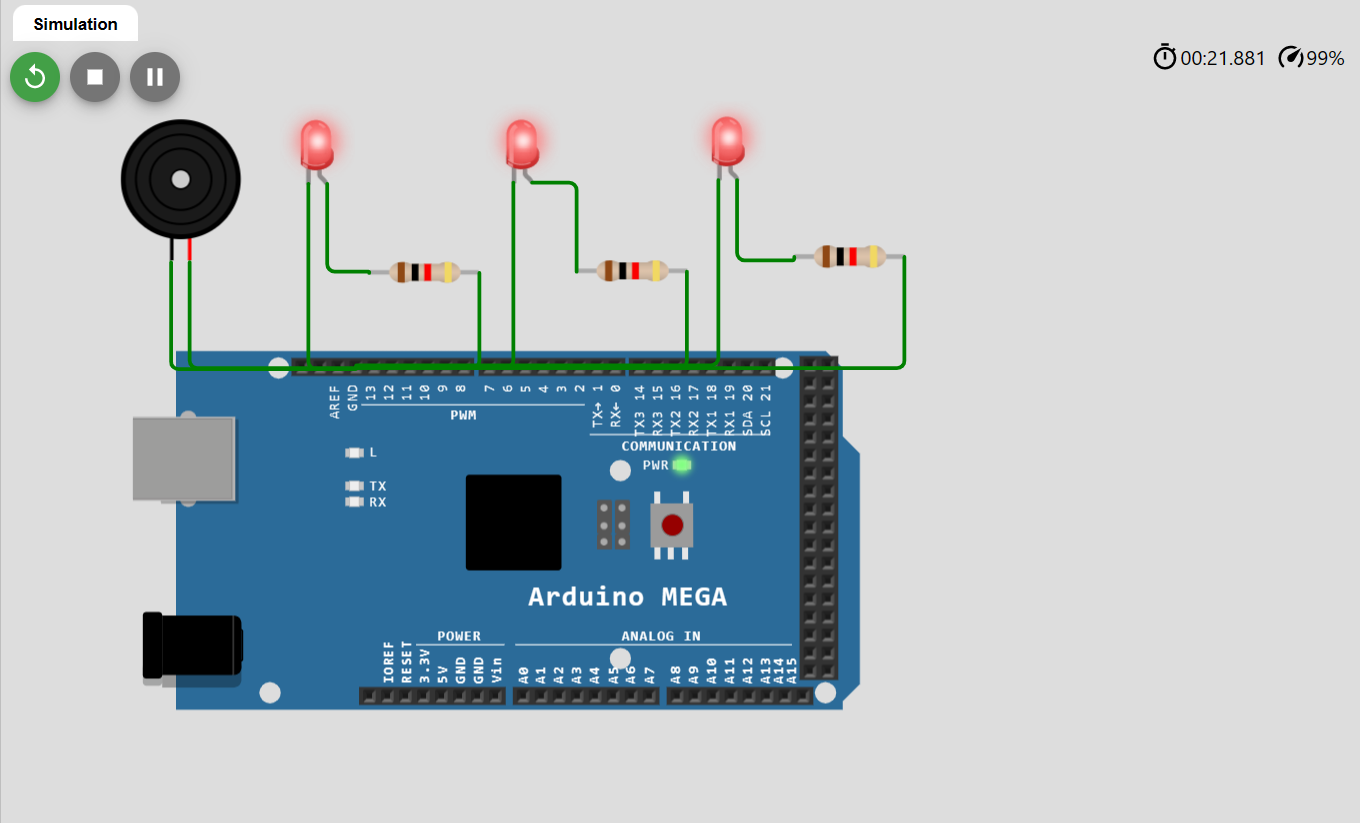 Simulation
00:21.881 99%
AREF GND 13 12 11 10 9 8 7 6 5 4 3 2 TX→ 1 RX← 0 TX3 14 RX3 15 TX2 16 RX2 17 TX1 18 RX1 19 SDA 20 SCL 21
PWM
COMMUNICATION
L
PWR
TX
RX
Arduino MEGA
POWER ANALOG IN
IOREF RESET 3.3V 5V GND GND Vin A0 A1 A2 A3 A4 A5 A6 A7 A8 A9 A10 A11 A12 A13 A14 A15